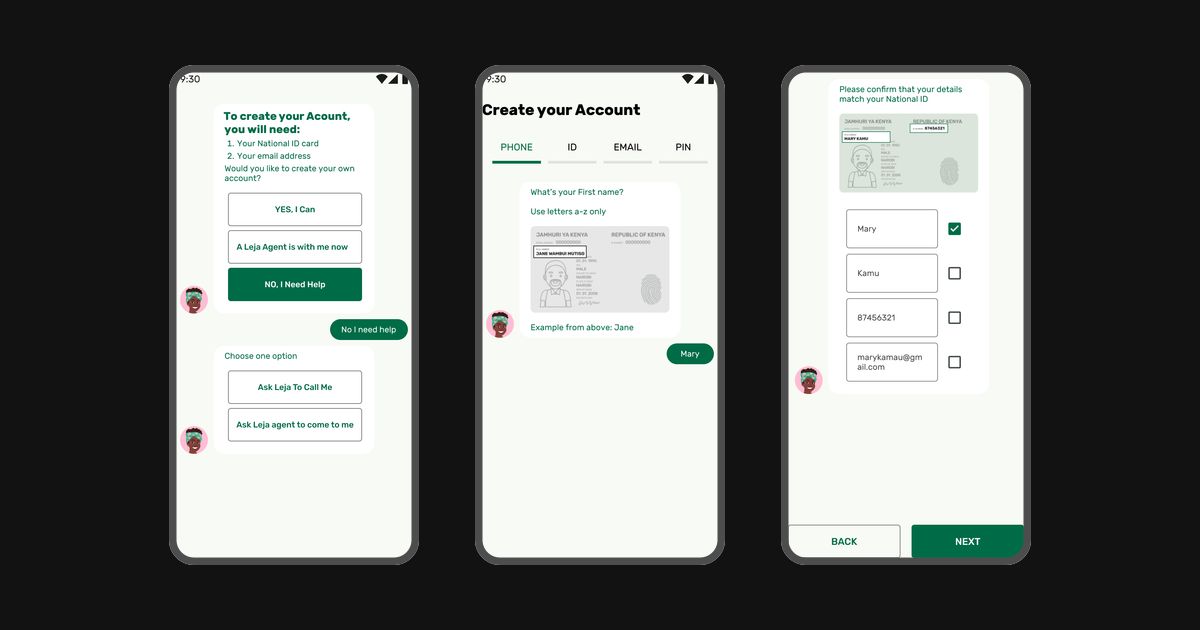 9:30
To create your Acount,
you will need:
1. Your National ID card
2. Your email address
Would you like to create your own
account?
YES, I Can
A Leja Agent is with me now
NO, I Need Help
No I need help
Choose one option
Ask Leja To Call Me
Ask Leja agent to come to me
9:30
Create your Account
PHONE ID EMAIL PIN
What's your First name?
Use letters a-z only
JAMHURI YA KENYA REPUBLIC OF KENYA
JANE WAMBUI MUTISO
MALE
NAIROBI
NAIROBI
Example from above: Jane
Mary
Please confirm that your details
match your National ID
JAMHURI YA KENYA REPUBLIC OF KENYA
87456321
MARY KAMU
MALE
NAIROBI
NAIROBI
Mary
Kamu
87456321
marykamau@gm
ail.com
BACK NEXT